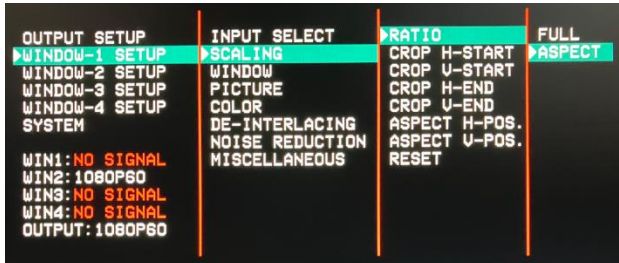 OUTPUT SETUP
WINDOW-1 SETUP
WINDOW-2 SETUP
WINDOW-3 SETUP
WINDOW-4 SETUP
SYSTEM
WIN1:NO SIGNAL
WIN2:1080P60
WIN3:NO SIGNAL
WIN4:NO SIGNAL
OUTPUT:1080P60
INPUT SELECT
SCALING
WINDOW
PICTURE
COLOR
DE-INTERLACING
NOISE REDUCTION
MISCELLANEOUS
RATIO
CROP H-START
CROP V-START
CROP H-END
CROP V-END
ASPECT H-POS.
ASPECT V-POS.
RESET
FULL
ASPECT